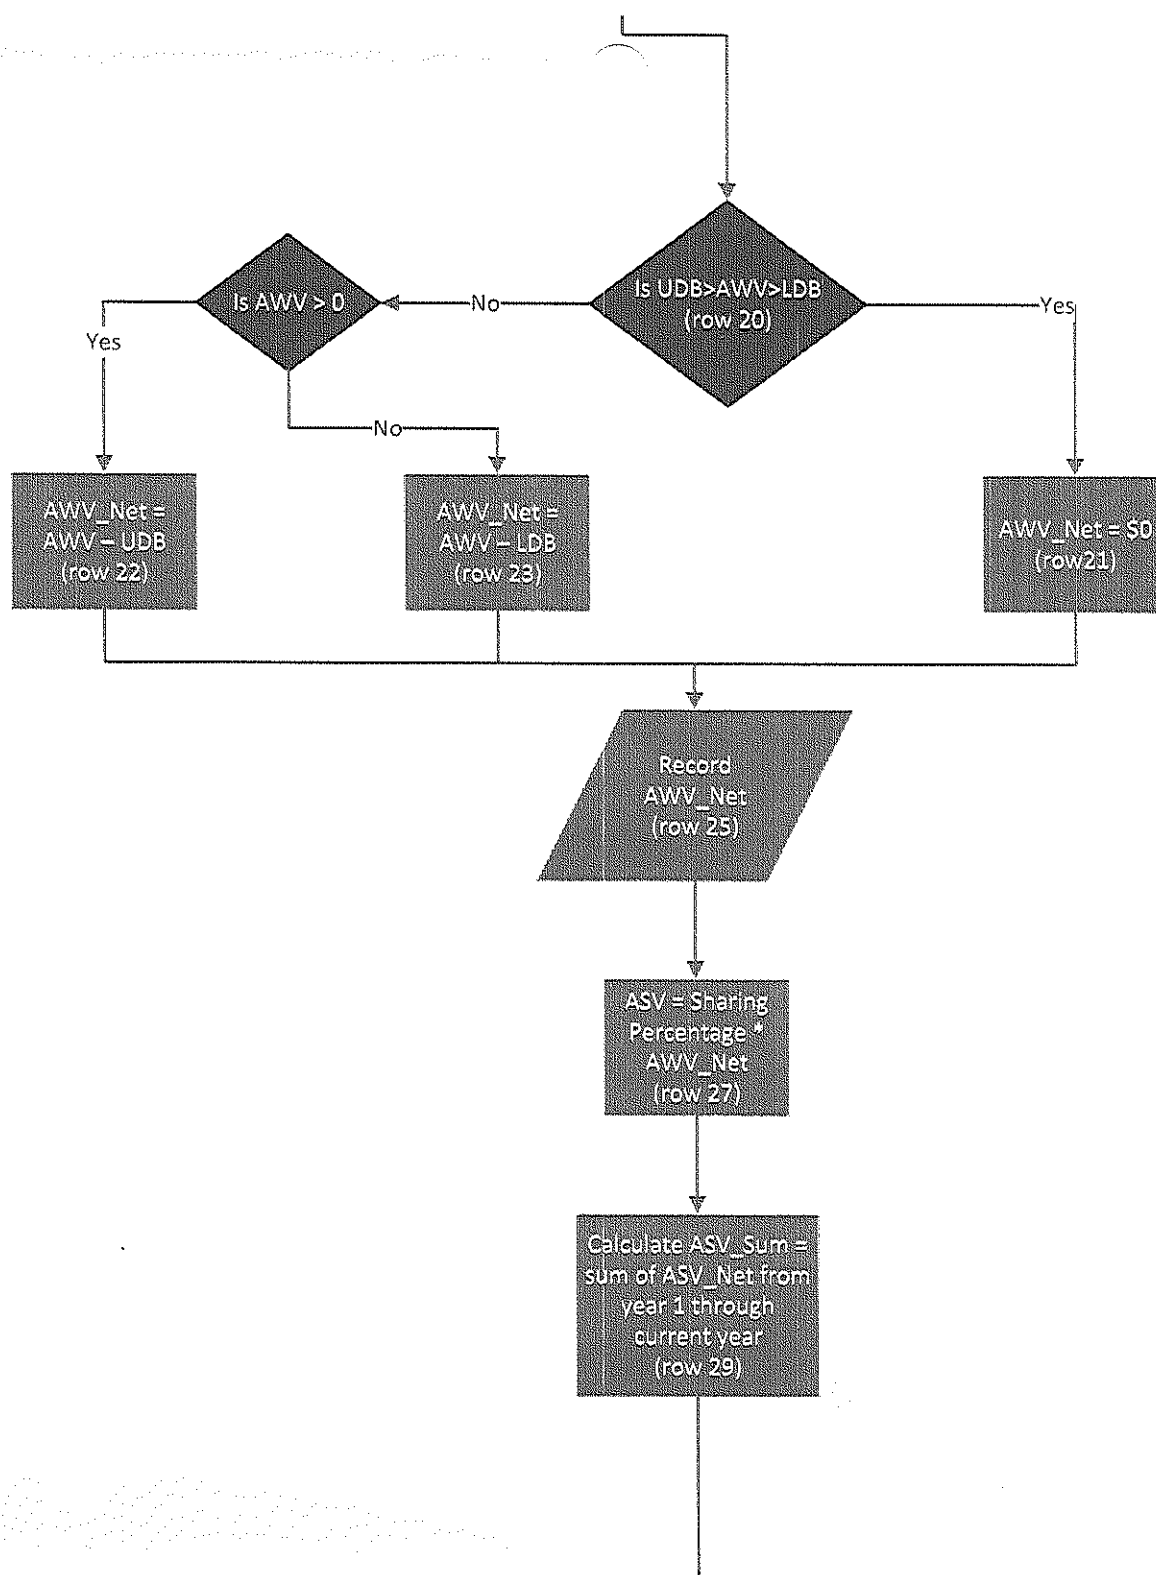 Is UDB>AWV>LDB
(row 20)
Is AWV > 0
No
Yes
Yes
No
AWV_Net =
AWV – UDB
(row 22)
AWV_Net =
AWV – LDB
(row 23)
AWV_Net = $0
(row21)
Record
AWV_Net
(row 25)
ASV = Sharing
Percentage *
AWV_Net
(row 27)
Calculate ASV_Sum =
sum of ASV_Net from
year 1 through
current year
(row 29)